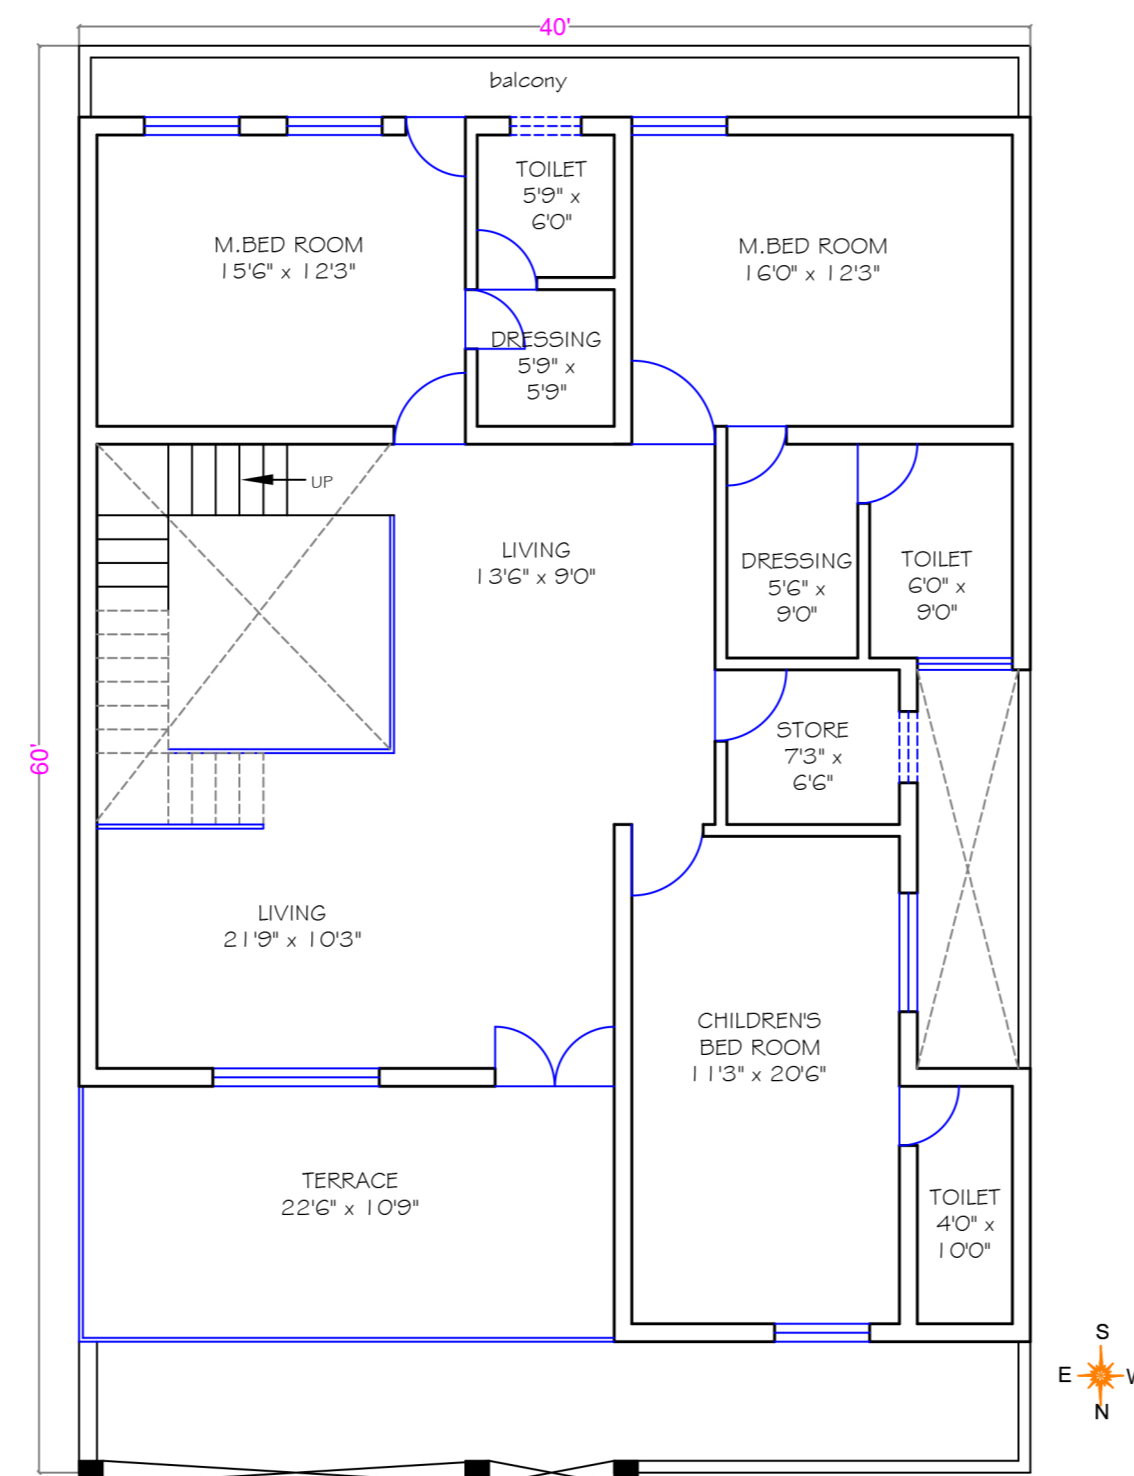 40'
balcony
TOILET
5'9" x
6'0"
M.BED ROOM
15'6" x 12'3"
M.BED ROOM
16'0" x 12'3"
DRESSING
5'9" x
5'9"
UP
LIVING
13'6" x 9'0"
DRESSING
5'6" x
9'0"
TOILET
6'0" x
9'0"
60'
STORE
7'3" x
6'6"
LIVING
21'9" x 10'3"
CHILDREN'S
BED ROOM
11'3" x 20'6"
TERRACE
22'6" x 10'9"
TOILET
4'0" x
10'0"
S
E W
N